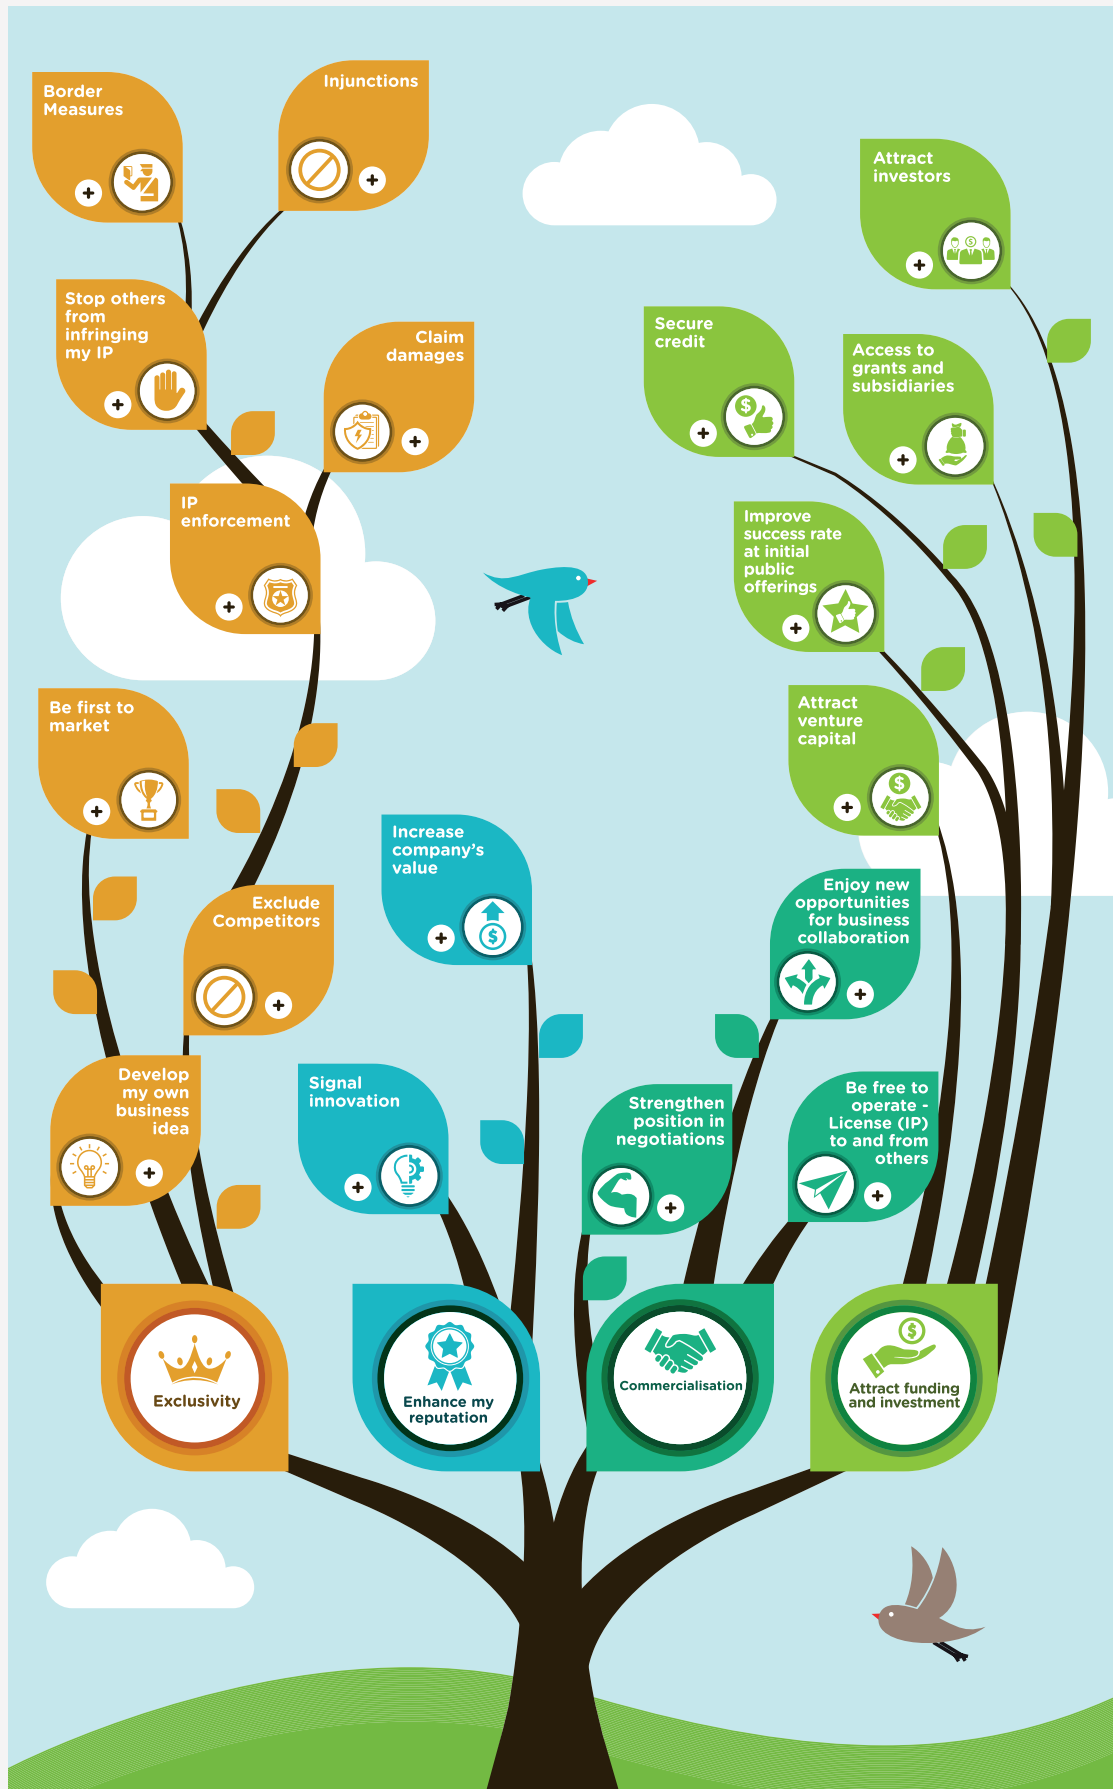 Border
Measures
Injunctions
Attract
investors
Stop others
from
infringing
my IP
Claim
damages
Secure
credit
Access to
grants and
subsidiaries
IP
enforcement
Improve
success rate
at initial
public
offerings
Be first to
market
Attract
venture
capital
Increase
company's
value
Exclude
Competitors
Enjoy new
opportunities
for business
collaboration
Develop
my own
business
idea
Signal
innovation
Strengthen
position in
negotiations
Be free to
operate -
License (IP)
to and from
others
Exclusivity
Enhance my
reputation
Commercialisation
Attract funding
and investment